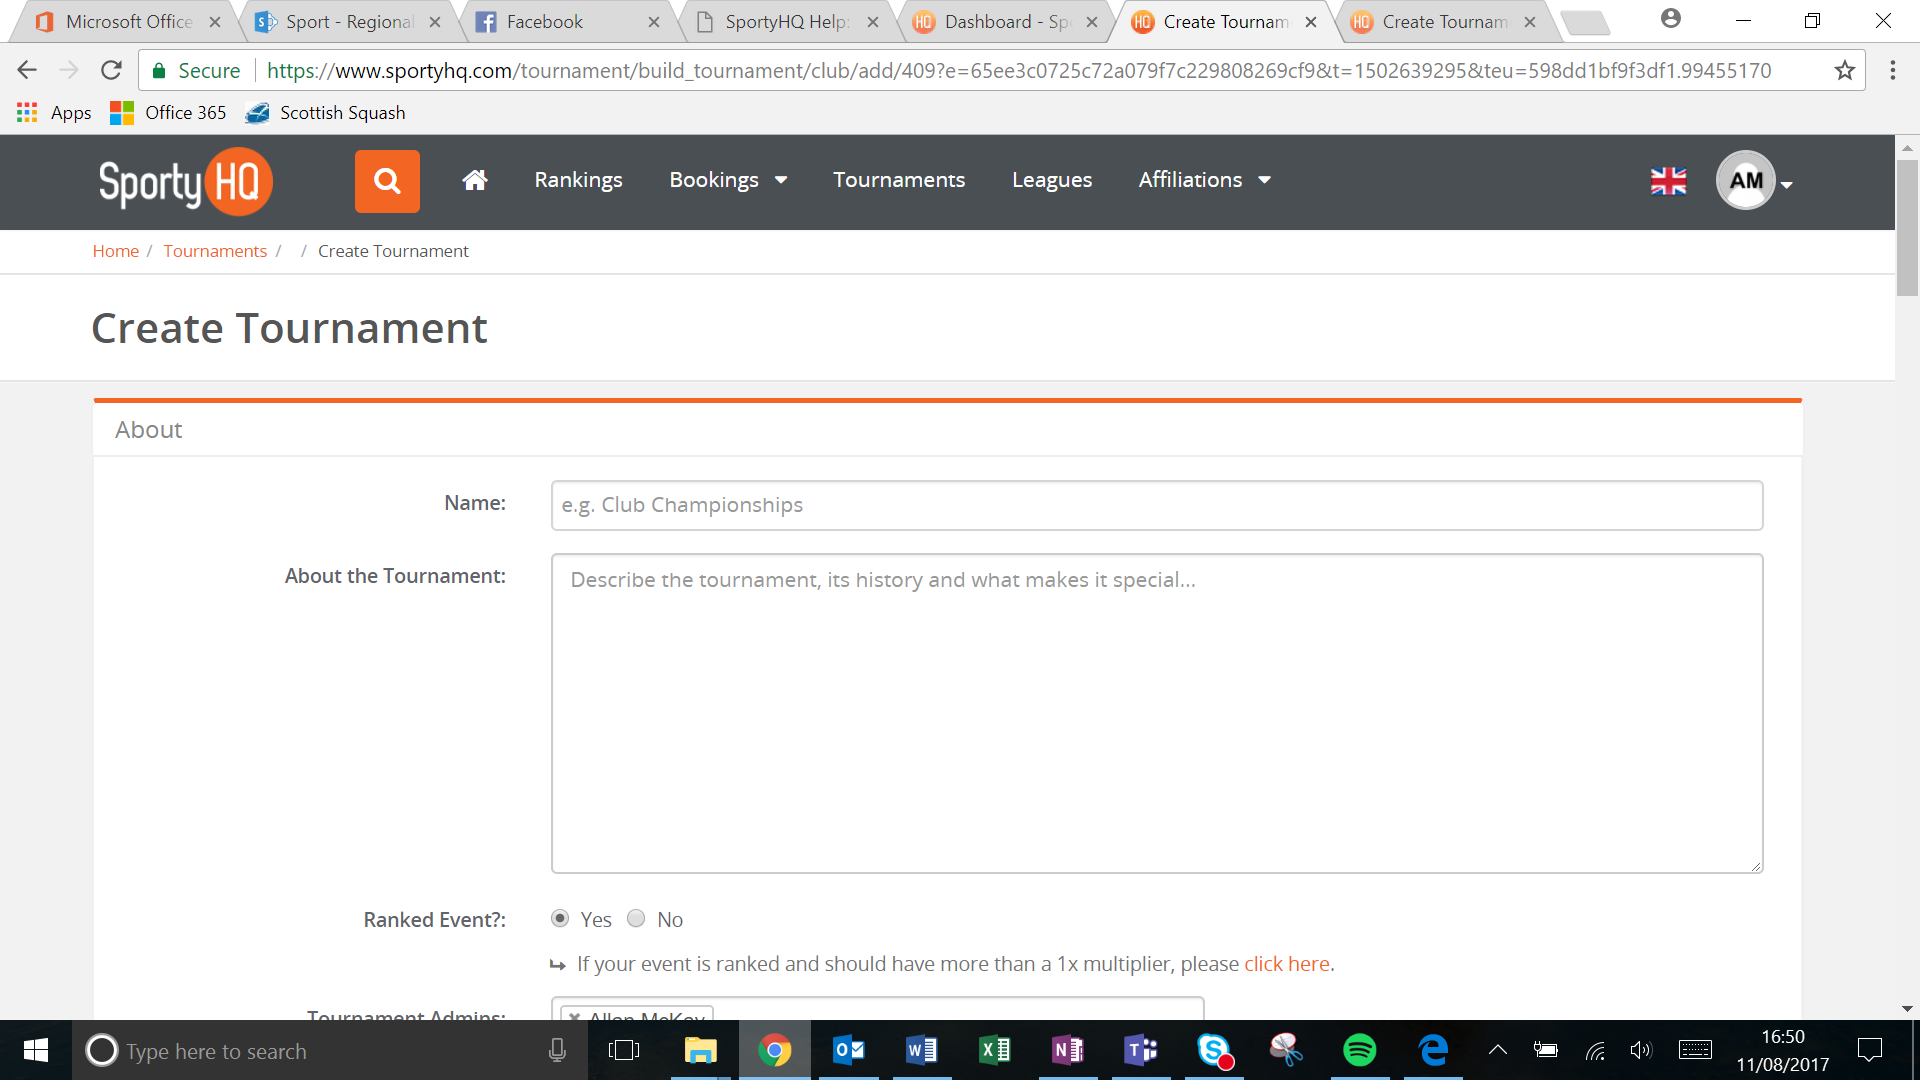 Microsoft Office
Sport - Regional
Facebook
SportyHQ Help:
Dashboard - Sp
Create Tournam
Create Tournam
Secure
https://www.sportyhq.com/tournament/build_tournament/club/add/409?e=65ee3c0725c72a079f7c229808269cf9&t=1502639295&teu=598dd1bf9f3df1.99455170
Apps
Office 365
Scottish Squash
SportyHQ
Rankings
Bookings
Tournaments
Leagues
Affiliations
AM
Home / Tournaments / / Create Tournament
Create Tournament
About
Name:
e.g. Club Championships
About the Tournament:
Describe the tournament, its history and what makes it special...
Ranked Event?:
Yes
No
If your event is ranked and should have more than a 1x multiplier, please click here.
Tournament Admins:
Allan McKay
Type here to search
16:50
11/08/2017